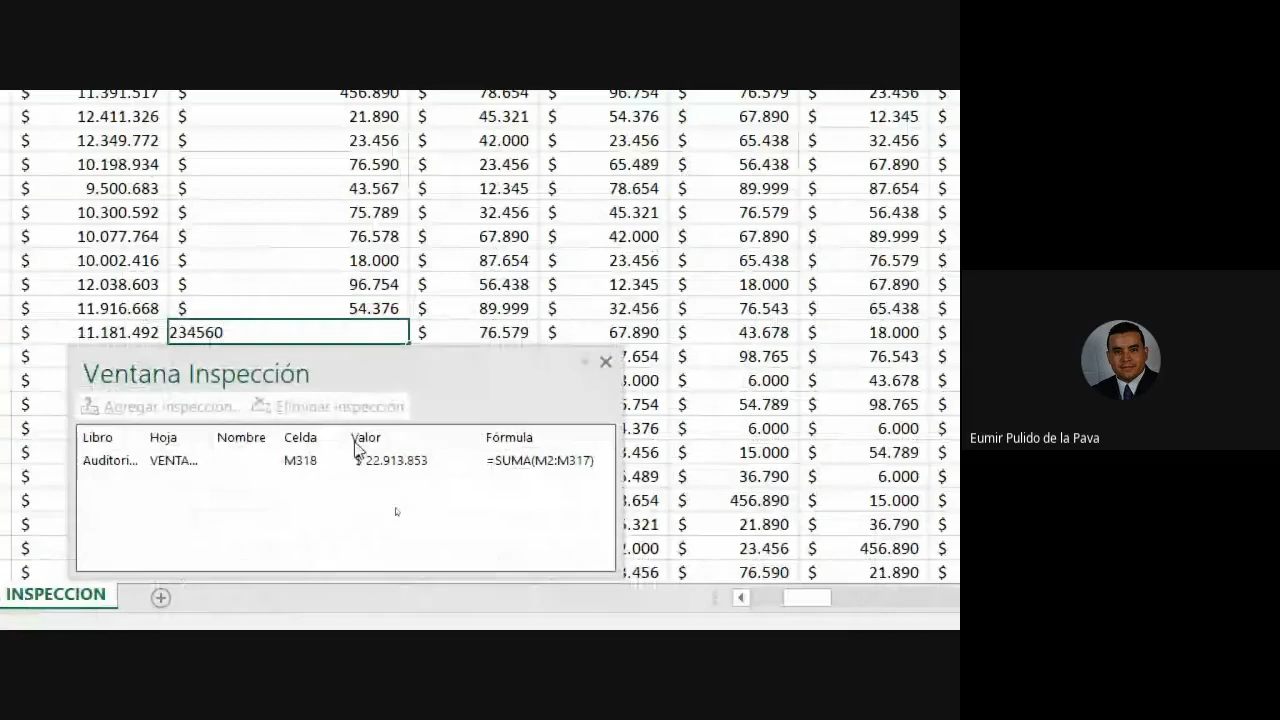 $ 11.391.517 $ 456.890 $ 78.654 $ 96.754 $ 76.579 $ 23.456 $
$ 12.411.326 $ 21.890 $ 45.321 $ 54.376 $ 67.890 $ 12.345 $
$ 12.349.772 $ 23.456 $ 42.000 $ 23.456 $ 65.438 $ 32.456 $
$ 10.198.934 $ 76.590 $ 23.456 $ 65.489 $ 56.438 $ 67.890 $
$ 9.500.683 $ 43.567 $ 12.345 $ 78.654 $ 89.999 $ 87.654 $
$ 10.300.592 $ 75.789 $ 32.456 $ 45.321 $ 76.579 $ 56.438 $
$ 10.077.764 $ 76.578 $ 67.890 $ 42.000 $ 67.890 $ 89.999 $
$ 10.002.416 $ 18.000 $ 87.654 $ 23.456 $ 65.438 $ 76.579 $
$ 12.038.603 $ 96.754 $ 56.438 $ 12.345 $ 18.000 $ 67.890 $
$ 11.916.668 $ 54.376 $ 89.999 $ 32.456 $ 76.543 $ 65.438 $
$ 11.181.492 234560 $ 76.579 $ 67.890 $ 43.678 $ 18.000 $
$ .654 $ 98.765 $ 76.543 $
$ .000 $ 6.000 $ 43.678 $
$ .754 $ 54.789 $ 98.765 $
$ .376 $ 6.000 $ 6.000 $
$ .456 $ 15.000 $ 54.789 $
$ .489 $ 36.790 $ 6.000 $
$ .654 $ 456.890 $ 15.000 $
$ .321 $ 21.890 $ 36.790 $
$ .000 $ 23.456 $ 456.890 $
$ .456 $ 76.590 $ 21.890 $
Ventana Inspección
Agregar inspección... Eliminar inspección
Libro Hoja Nombre Celda Valor Fórmula
Auditori... VENTA... M318 $ 22.913.853 =SUMA(M2:M317)
INSPECCION
Eumir Pulido de la Pava